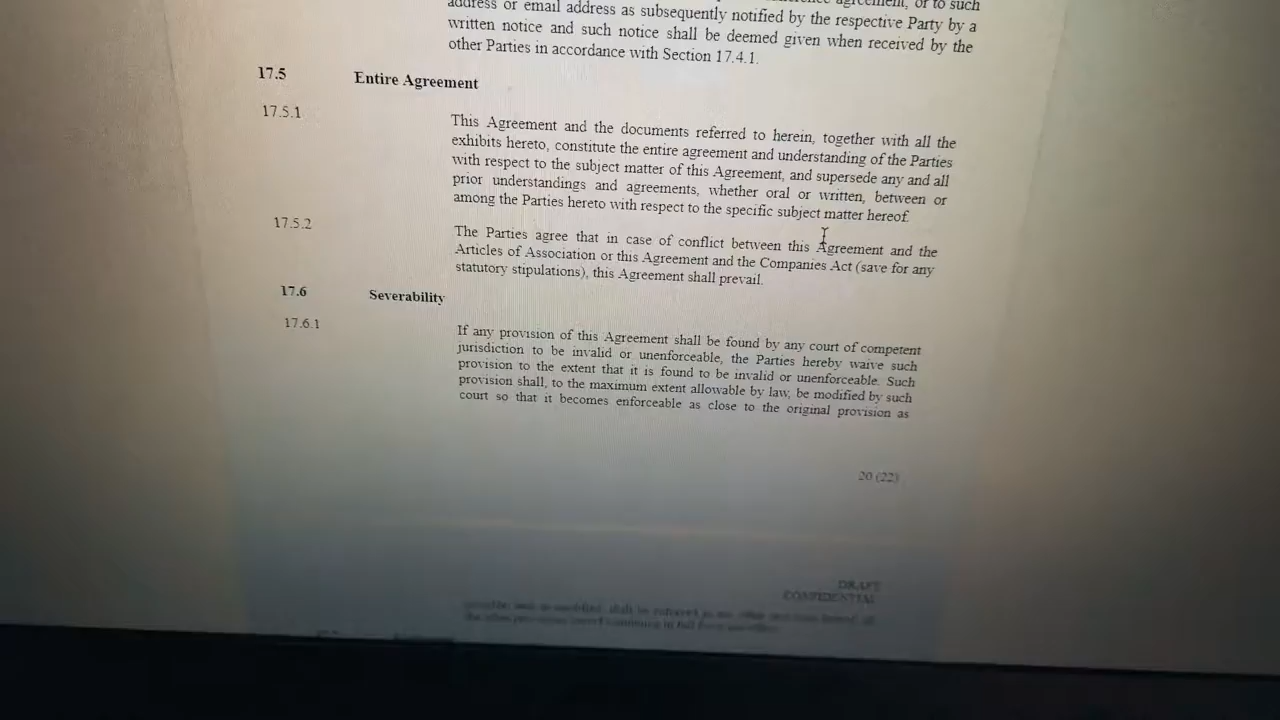 agreement, or to such
address or email address as subsequently notified by the respective Party by a
written notice and such notice shall be deemed given when received by the
other Parties in accordance with Section 17.4.1.
17.5 Entire Agreement
17.5.1 This Agreement and the documents referred to herein, together with all the
exhibits hereto, constitute the entire agreement and understanding of the Parties
with respect to the subject matter of this Agreement, and supersede any and all
prior understandings and agreements, whether oral or written, between or
among the Parties hereto with respect to the specific subject matter hereof.
17.5.2 The Parties agree that in case of conflict between this Agreement and the
Articles of Association or this Agreement and the Companies Act (save for any
statutory stipulations), this Agreement shall prevail.
17.6 Severability
17.6.1 If any provision of this Agreement shall be found by any court of competent
jurisdiction to be invalid or unenforceable, the Parties hereby waive such
provision to the extent that it is found to be invalid or unenforceable. Such
provision shall, to the maximum extent allowable by law, be modified by such
court so that it becomes enforceable as close to the original provision as
20 (22)
DRAFT
CONFIDENTIAL